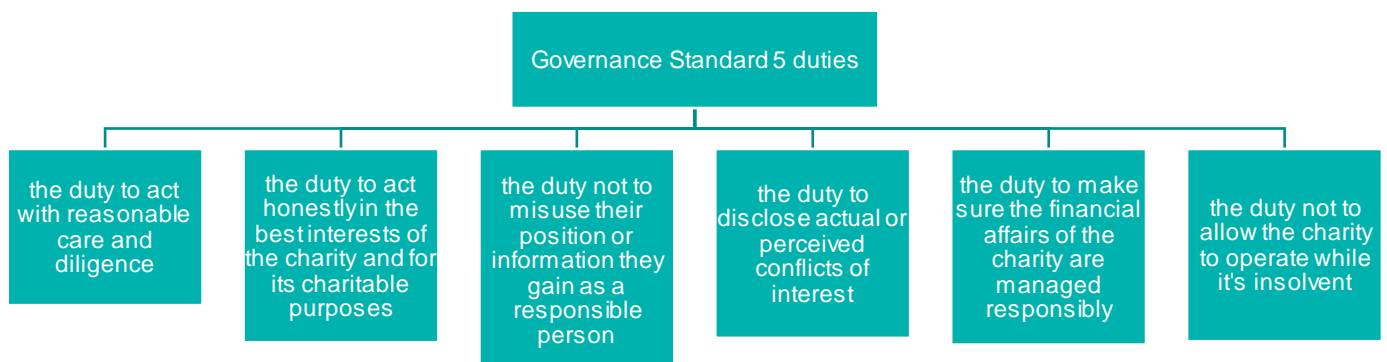 Governance Standard 5 duties
the duty to act
with reasonable
care and
diligence
the duty to act
honestly in the
best interests of
the charity and for
its charitable
purposes
the duty not to
misuse their
position or
information they
gain as a
responsible
person
the duty to
disclose actual or
perceived
conflicts of
interest
the duty to make
sure the financial
affairs of the
charity are
managed
responsibly
the duty not to
allow the charity
to operate while
it's insolvent